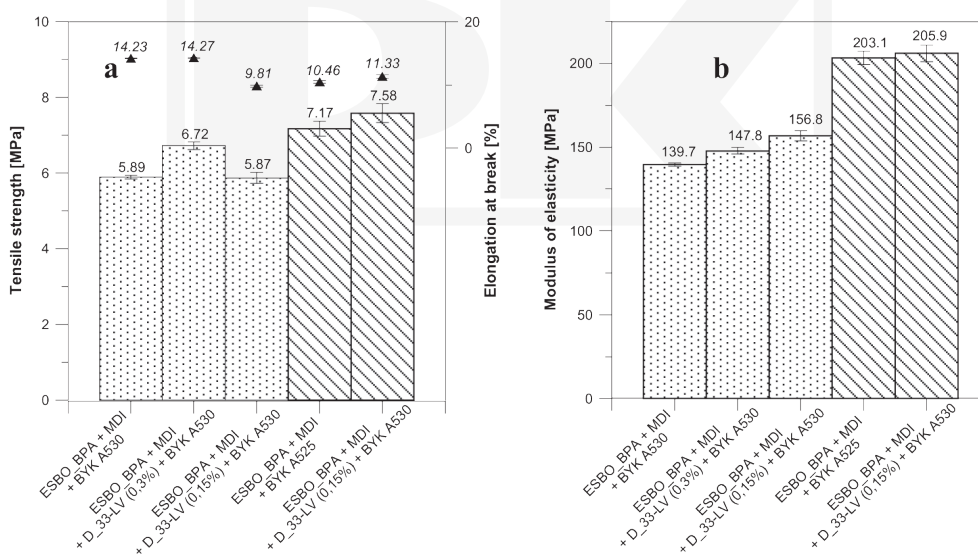 10
8
6
4
2
0
Tensile strength [MPa]
a
14.23
14.27
9.81
10.46
11.33
5.89
6.72
5.87
7.17
7.58
20
0
Elongation at break [%]
ESBO_BPA + MDI
+ BYK A530
ESBO_BPA + MDI
+ D_33-LV (0,3%) + BYK A530
ESBO_BPA + MDI
+ D_33-LV (0,15%) + BYK A530
ESBO_BPA + MDI
+ BYK A525
ESBO_BPA + MDI
+ D_33-LV (0,15%) + BYK A530
200
150
100
50
0
Modulus of elasticity [MPa]
b
139.7
147.8
156.8
203.1
205.9
ESBO_BPA + MDI
+ BYK A530
ESBO_BPA + MDI
+ D_33-LV (0,3%) + BYK A530
ESBO_BPA + MDI
+ D_33-LV (0,15%) + BYK A530
ESBO_BPA + MDI
+ BYK A525
ESBO_BPA + MDI
+ D_33-LV (0,15%) + BYK A530